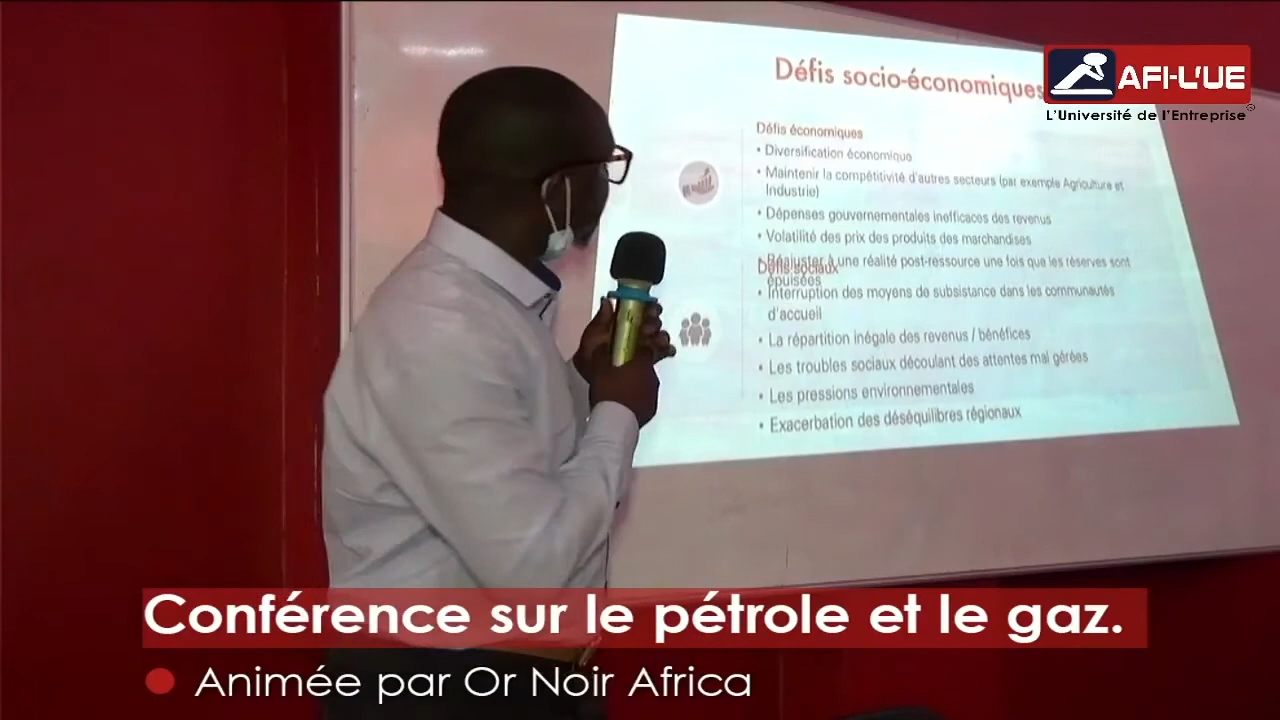 Défis socio-économiques
AFI-L'UE
L'Université de l'Entreprise
Défis économiques
• Diversification économique
• Maintenir la compétitivité d'autres secteurs (par exemple Agriculture et
Industrie)
• Dépenses gouvernementales inefficaces des revenus
• Volatilité des prix des produits des marchandises
• Réajuster à une réalité post-ressource une fois que les réserves sont
épuisées
Défis sociaux
• Interruption des moyens de subsistance dans les communautés
d'accueil
• La répartition inégale des revenus / bénéfices
• Les troubles sociaux découlant des attentes mal gérées
• Les pressions environnementales
• Exacerbation des déséquilibres régionaux
Conférence sur le pétrole et le gaz.
Animée par Or Noir Africa